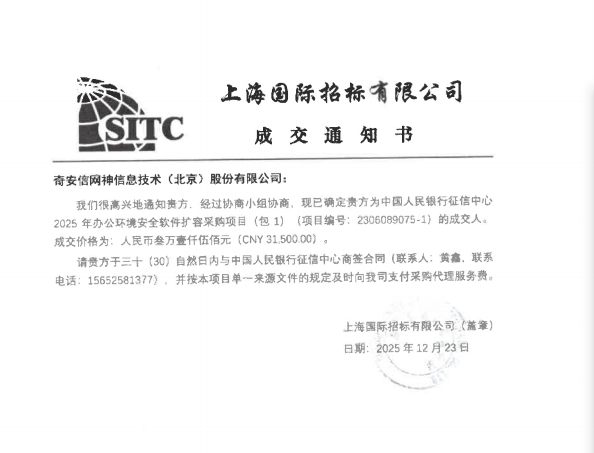 SITC
上海国际招标有限公司
成交通知书
奇安信网神信息技术（北京）股份有限公司：
我们很高兴地通知贵方，经过协商小组协商，现已确定贵方为中国人民银行征信中心
2025 年办公环境安全软件扩容采购项目（包 1）（项目编号：2306089075-1）的成交人。
成交价格为：人民币叁万壹仟伍佰元（CNY 31,500.00）。
请贵方于三十（30）自然日内与中国人民银行征信中心商签合同（联系人：黄鑫，联系
电话：15652581377），并按本项目单一来源文件的规定及时向我司支付采购代理服务费。
上海国际招标有限公司（盖章）
日期：2025 年 12 月 23 日